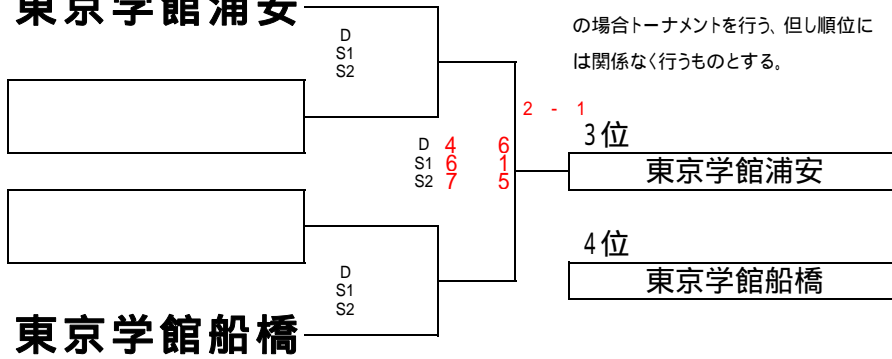 東京学館浦安
の場合トーナメントを行う、但し順位に
は関係なく行うものとする。
D
S1
S2
2 - 1
D 4 6
S1 6 1
S2 7 5
3位
東京学館浦安
4位
東京学館船橋
D
S1
S2
東京学館船橋